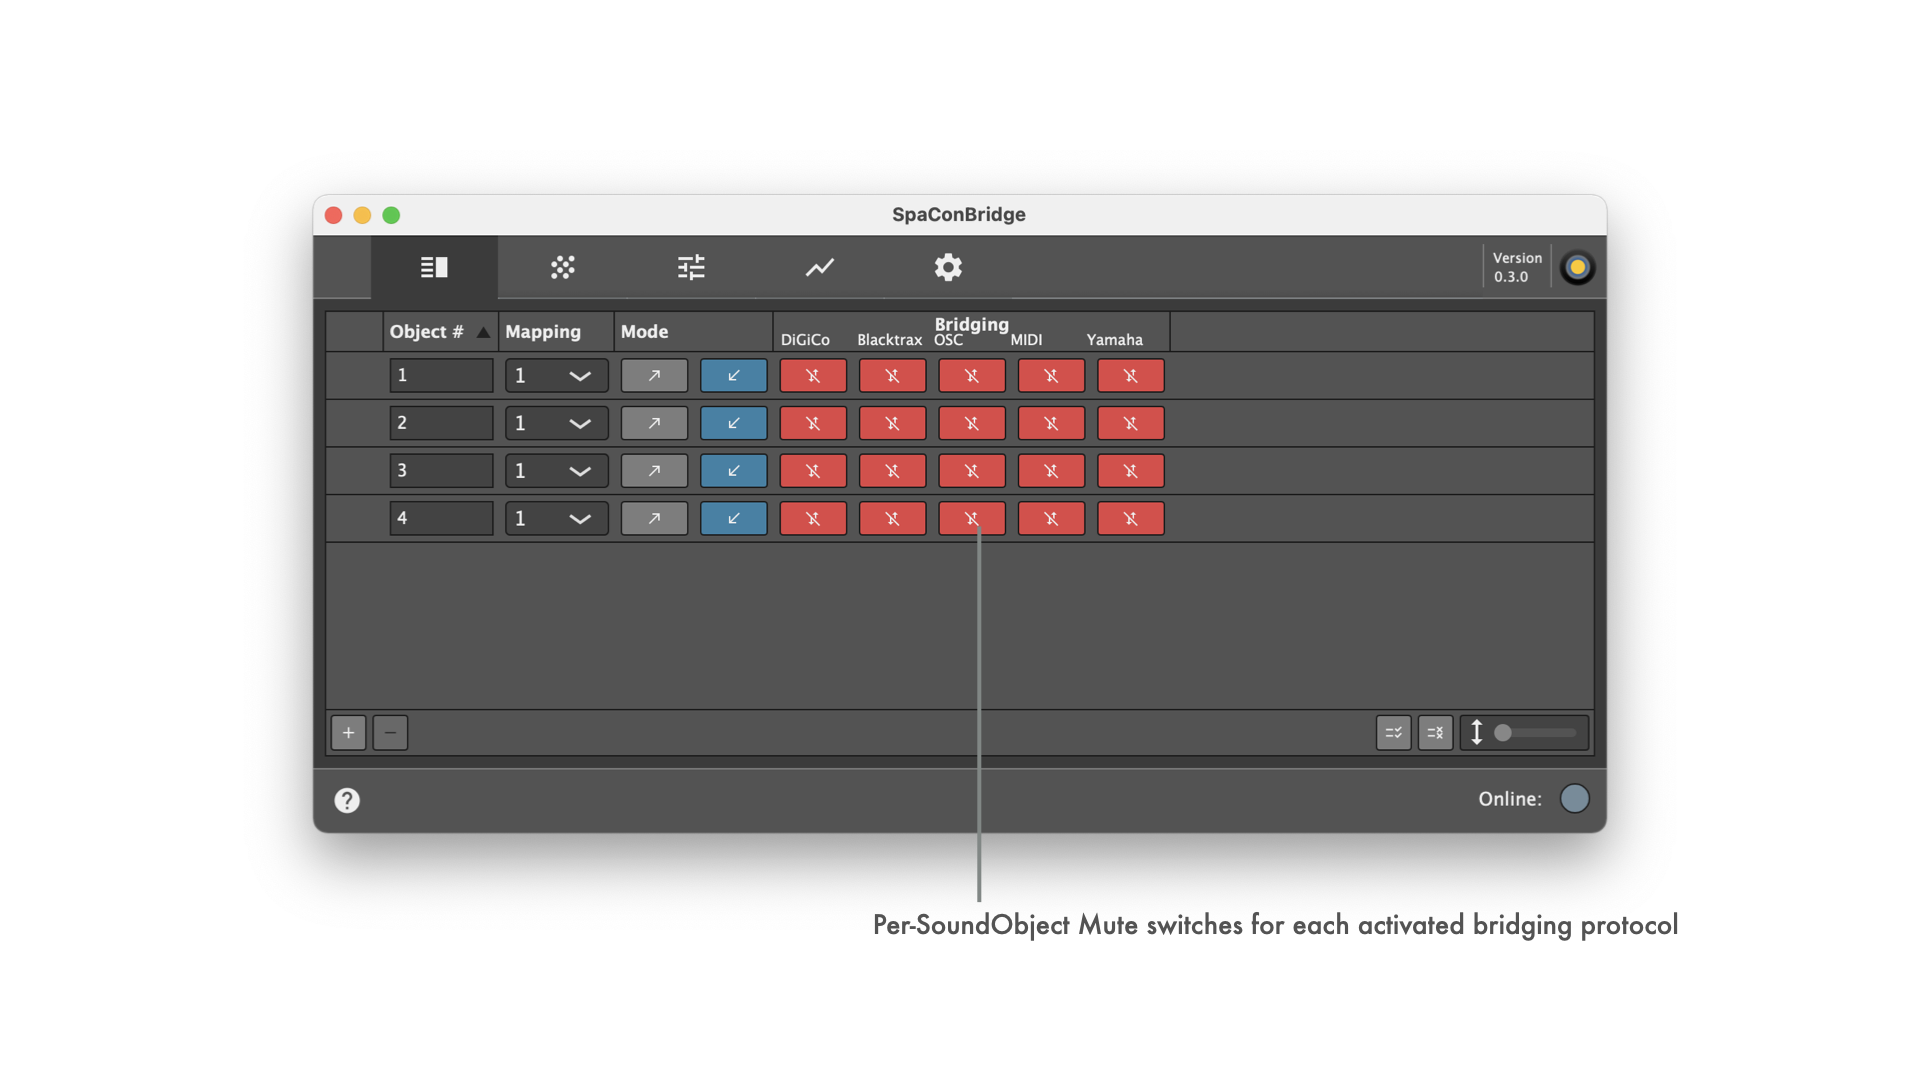 SpaConBridge
Version
0.3.0
Object # Mapping Mode Bridging
DiGiCo Blacktrax OSC MIDI Yamaha
1 1
2 1
3 1
4 1
+ −
?
Online:
Per-SoundObject Mute switches for each activated bridging protocol